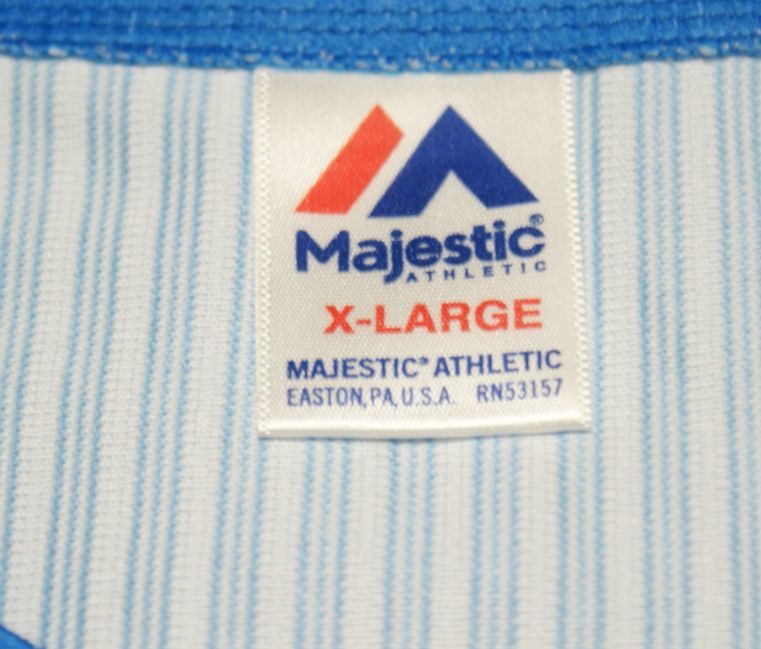 Majestic®
ATHLETIC
X-LARGE
MAJESTIC® ATHLETIC
EASTON, PA, U.S.A. RN53157